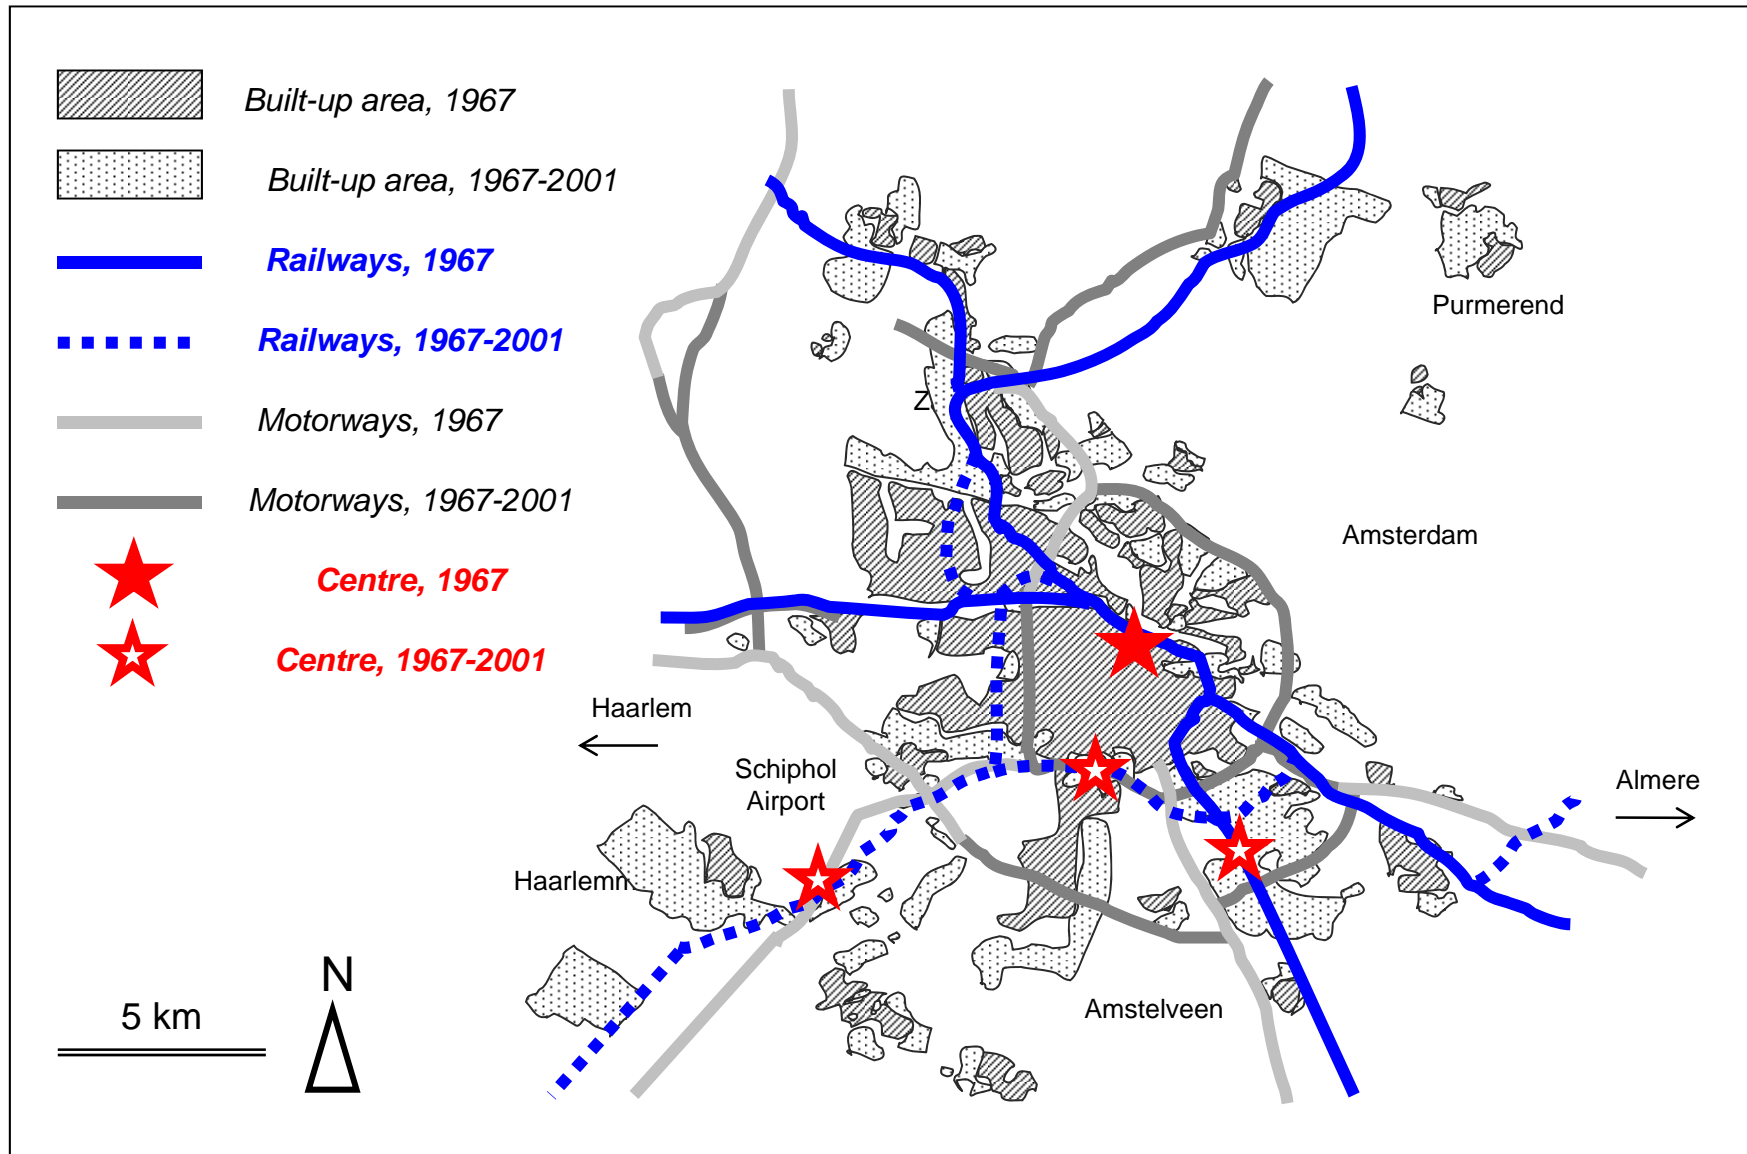 Built-up area, 1967
Built-up area, 1967-2001
Railways, 1967
Railways, 1967-2001
Motorways, 1967
Motorways, 1967-2001
Centre, 1967
Centre, 1967-2001
Purmerend
Z
Amsterdam
Haarlem
Schiphol
Airport
Almere
Haarlemm
Amstelveen
5 km
N